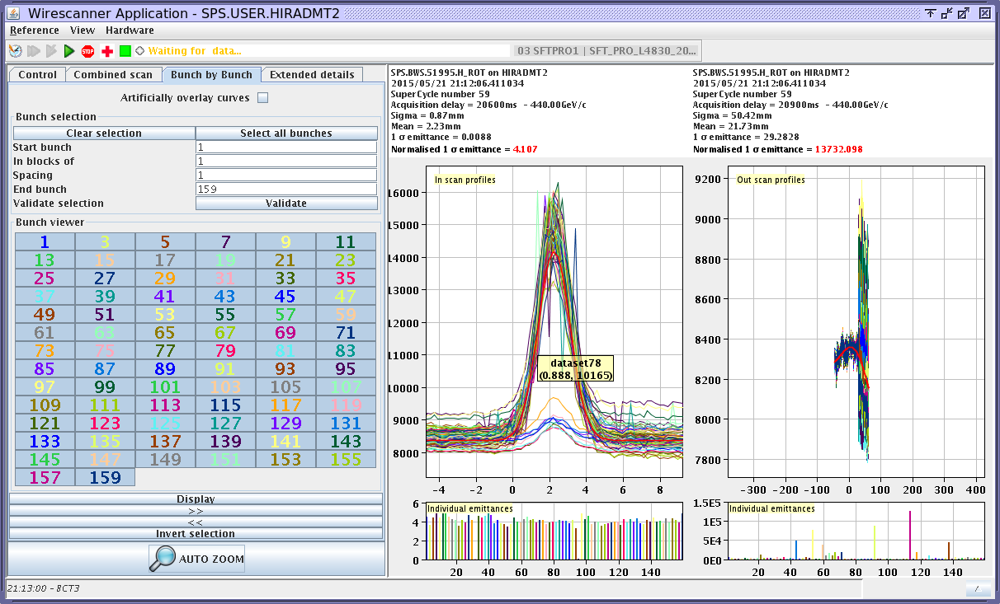 Wirescanner Application - SPS.USER.HIRADMT2
Reference View Hardware
STOP Waiting for data... 03 SFTPRO1 | SFT_PRO_L4830_20...
Control Combined scan Bunch by Bunch Extended details
Artificially overlay curves
Bunch selection
Clear selection Select all bunches
Start bunch 1
In blocks of 1
Spacing 1
End bunch 159
Validate selection Validate
Bunch viewer
1 3 5 7 9 11
13 15 17 19 21 23
25 27 29 31 33 35
37 39 41 43 45 47
49 51 53 55 57 59
61 63 65 67 69 71
73 75 77 79 81 83
85 87 89 91 93 95
97 99 101 103 105 107
109 111 113 115 117 119
121 123 125 127 129 131
133 135 137 139 141 143
145 147 149 151 153 155
157 159
Display
>>
<<
Invert selection
AUTO ZOOM
SPS.BWS.51995.H_ROT on HIRADMT2
2015/05/21 21:12:06.411034
SuperCycle number 59
Acquisition delay = 20600ms - 440.00GeV/c
Sigma = 0.87mm
Mean = 2.23mm
1 σ emittance = 0.0088
Normalised 1 σ emittance = 4.107
In scan profiles
16000
15000
14000
13000
12000
11000
10000
9000
8000
dataset78
(0.888, 10165)
-4 -2 0 2 4 6 8
Individual emittances
6
4
2
0
20 40 60 80 100 120 140
SPS.BWS.51995.H_ROT on HIRADMT2
2015/05/21 21:12:06.411034
SuperCycle number 59
Acquisition delay = 20900ms - 440.00GeV/c
Sigma = 50.42mm
Mean = 21.73mm
1 σ emittance = 29.2828
Normalised 1 σ emittance = 13732.098
Out scan profiles
9200
9000
8800
8600
8400
8200
8000
7800
-300 -200 -100 0 100 200 300 400
Individual emittances
1.5E5
1E5
5E4
0E0
20 40 60 80 100 120 140
21:13:00 - BCT3